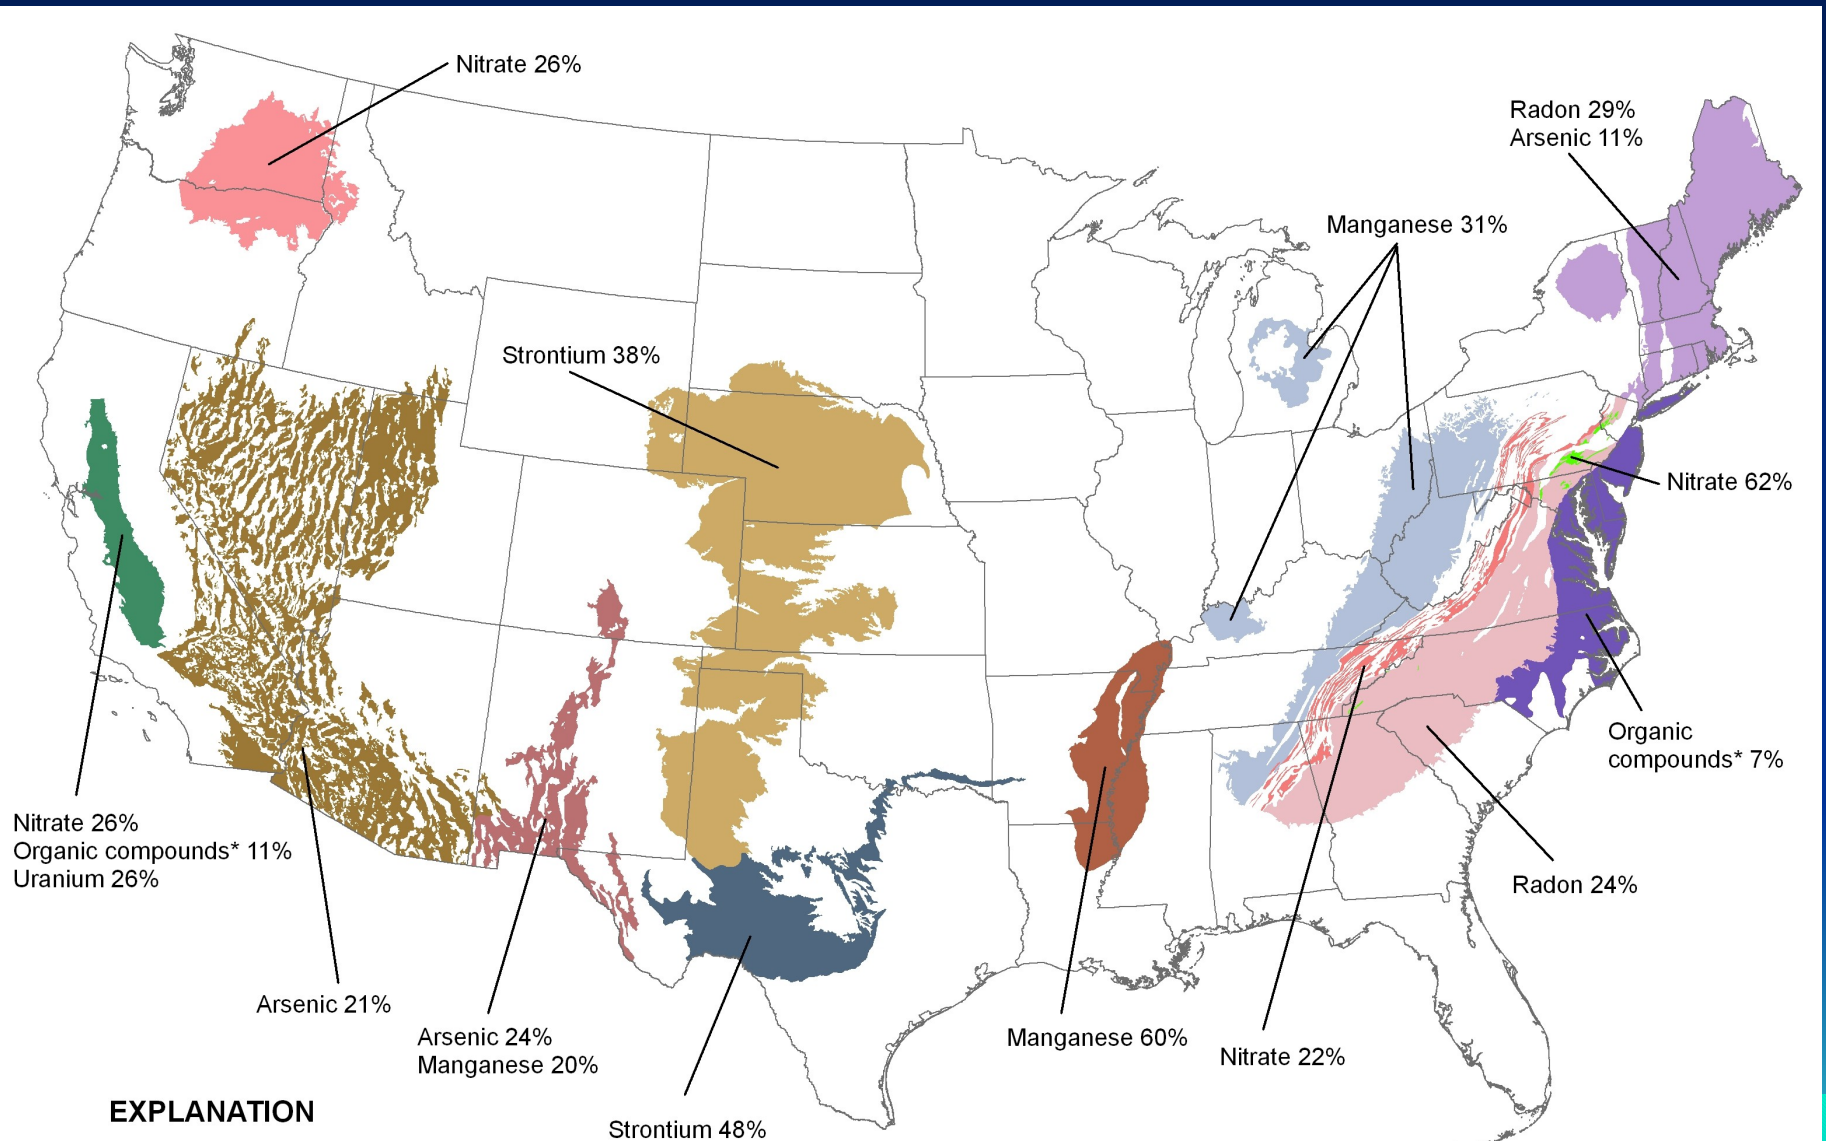 Nitrate 26%
Radon 29%
Arsenic 11%
Manganese 31%
Strontium 38%
Nitrate 62%
Organic
compounds* 7%
Nitrate 26%
Organic compounds* 11%
Uranium 26%
Radon 24%
Arsenic 21%
Arsenic 24%
Manganese 20%
Manganese 60%
Nitrate 22%
EXPLANATION
Strontium 48%